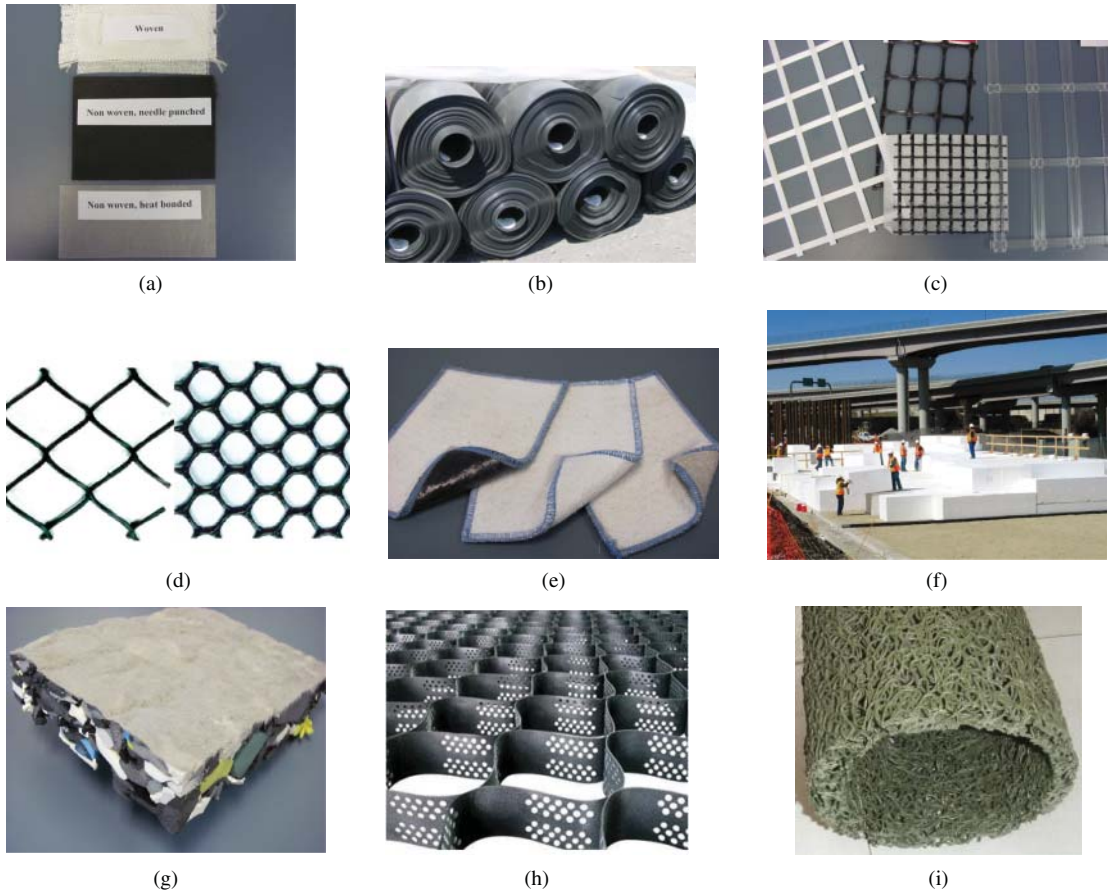 Woven
Non woven, needle punched
Non woven, heat bonded
(a)
(b)
(c)
(d)
(e)
(f)
(g)
(h)
(i)